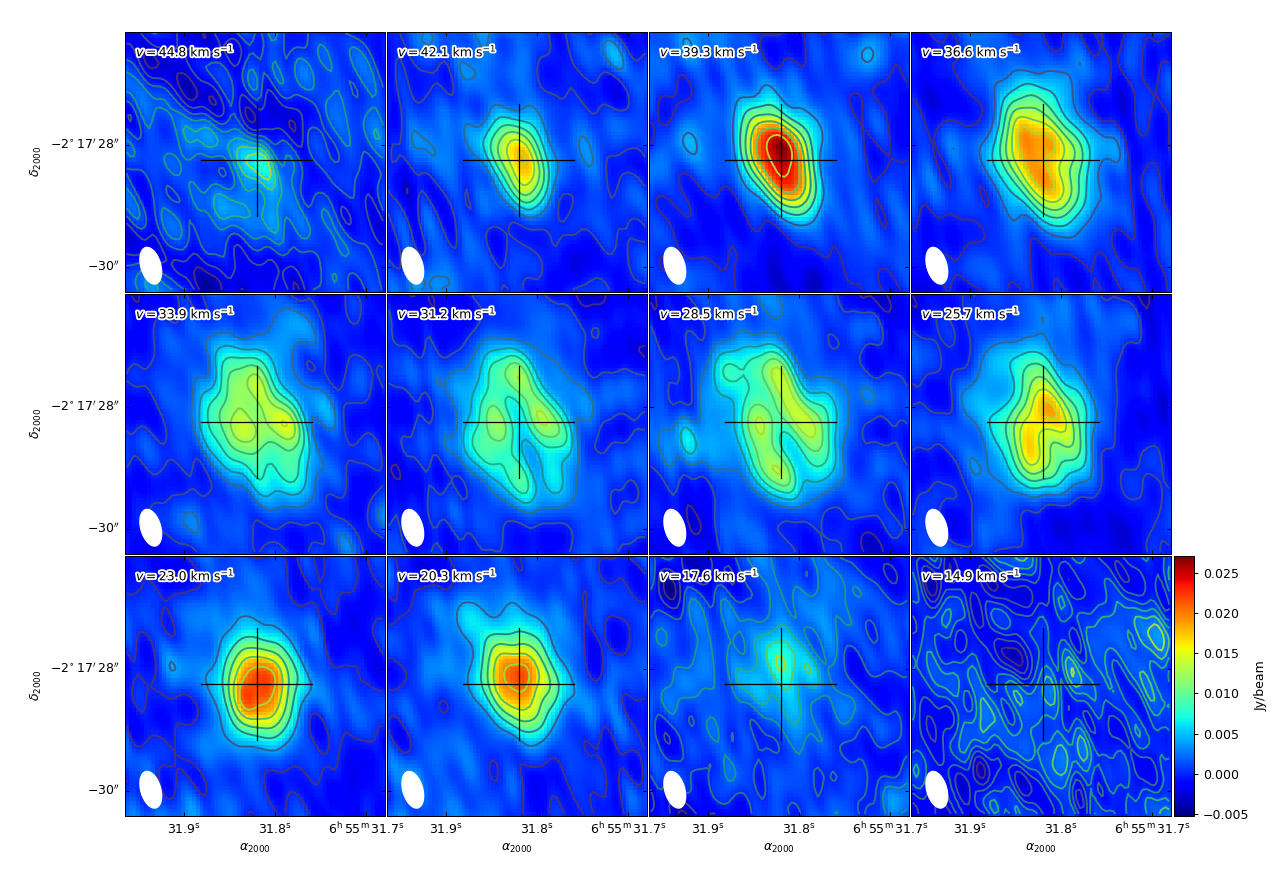 v = 44.8 km s⁻¹ v = 42.1 km s⁻¹ v = 39.3 km s⁻¹ v = 36.6 km s⁻¹
δ₂₀₀₀
−2° 17′ 28″
−30″
v = 33.9 km s⁻¹ v = 31.2 km s⁻¹ v = 28.5 km s⁻¹ v = 25.7 km s⁻¹
δ₂₀₀₀
−2° 17′ 28″
−30″
v = 23.0 km s⁻¹ v = 20.3 km s⁻¹ v = 17.6 km s⁻¹ v = 14.9 km s⁻¹
δ₂₀₀₀
−2° 17′ 28″
−30″
0.025
0.020
0.015
0.010
0.005
0.000
−0.005
Jy/beam
31.9ˢ 31.8ˢ 6ʰ 55ᵐ 31.7ˢ 31.9ˢ 31.8ˢ 6ʰ 55ᵐ 31.7ˢ 31.9ˢ 31.8ˢ 6ʰ 55ᵐ 31.7ˢ 31.9ˢ 31.8ˢ 6ʰ 55ᵐ 31.7ˢ
α₂₀₀₀ α₂₀₀₀ α₂₀₀₀ α₂₀₀₀